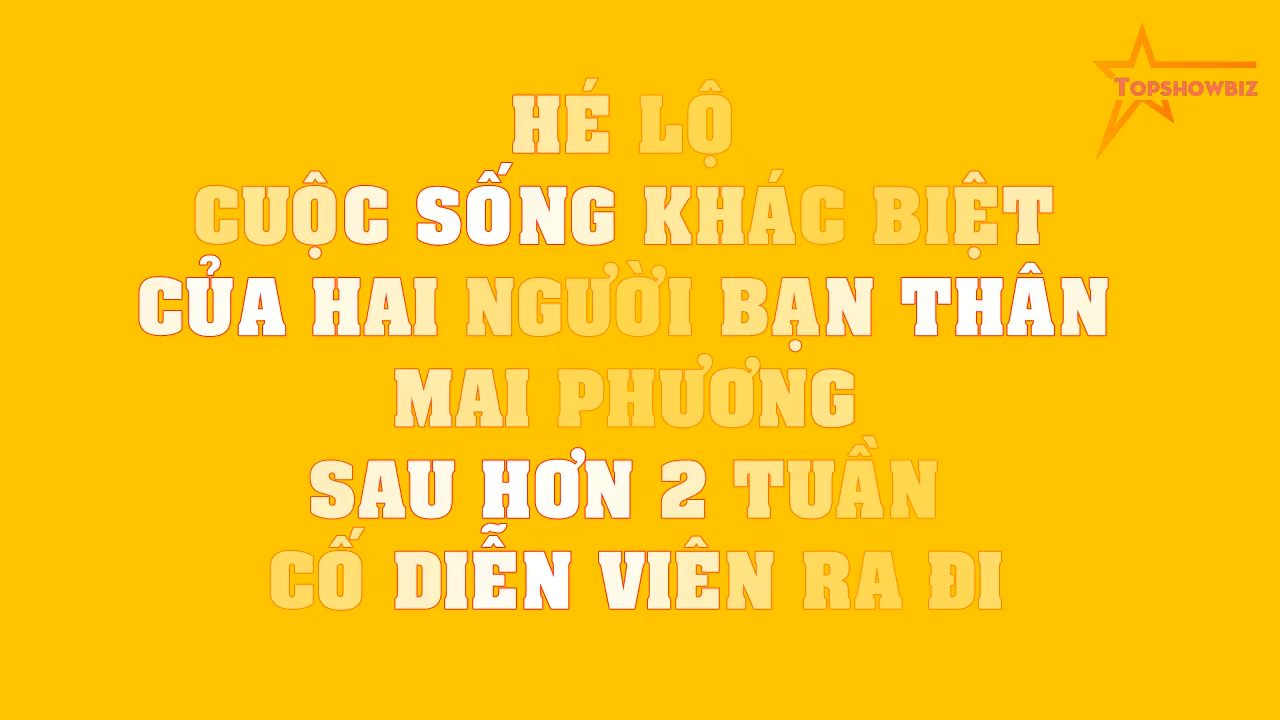 TOPSHOWBIZ
HÉ LỘ
CUỘC SỐNG KHÁC BIỆT
CỦA HAI NGƯỜI BẠN THÂN
MAI PHƯƠNG
SAU HƠN 2 TUẦN
CỐ DIỄN VIÊN RA ĐI